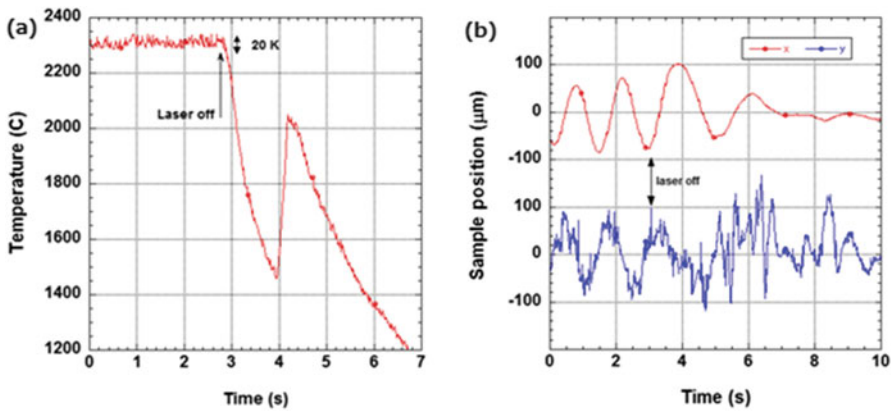 (a)
2400
2200
2000
1800
1600
1400
1200
Temperature (C)
20 K
Laser off
0 1 2 3 4 5 6 7
Time (s)
(b)
x y
100
0
-100
100
0
-100
Sample position (μm)
laser off
0 2 4 6 8 10
Time (s)